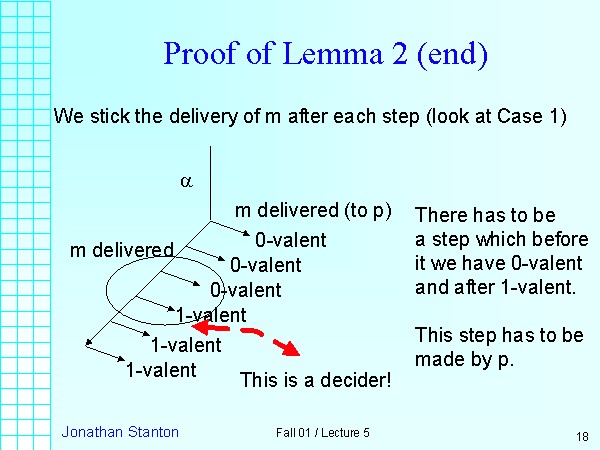 Proof of Lemma 2 (end)
We stick the delivery of m after each step (look at Case 1)
α
m delivered (to p)
0-valent
m delivered
0-valent
0-valent
1-valent
1-valent
1-valent
This is a decider!
There has to be
a step which before
it we have 0-valent
and after 1-valent.
This step has to be
made by p.
Jonathan Stanton
Fall 01 / Lecture 5
18